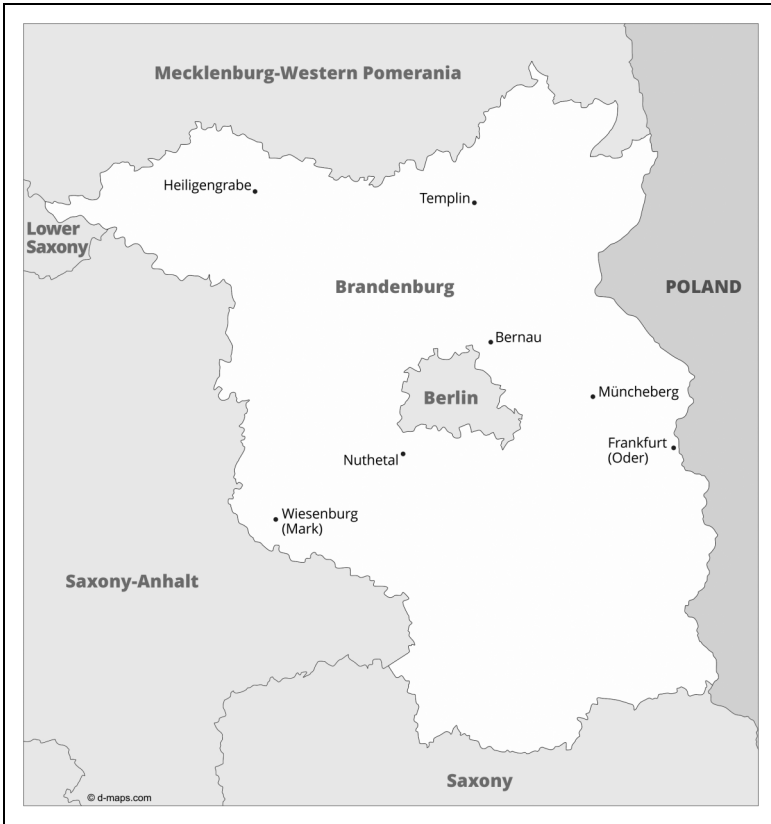 Mecklenburg-Western Pomerania
Heiligengrabe
Templin
Lower
Saxony
Brandenburg
POLAND
Bernau
Berlin
Müncheberg
Frankfurt
(Oder)
Nuthetal
Wiesenburg
(Mark)
Saxony-Anhalt
Saxony
© d-maps.com